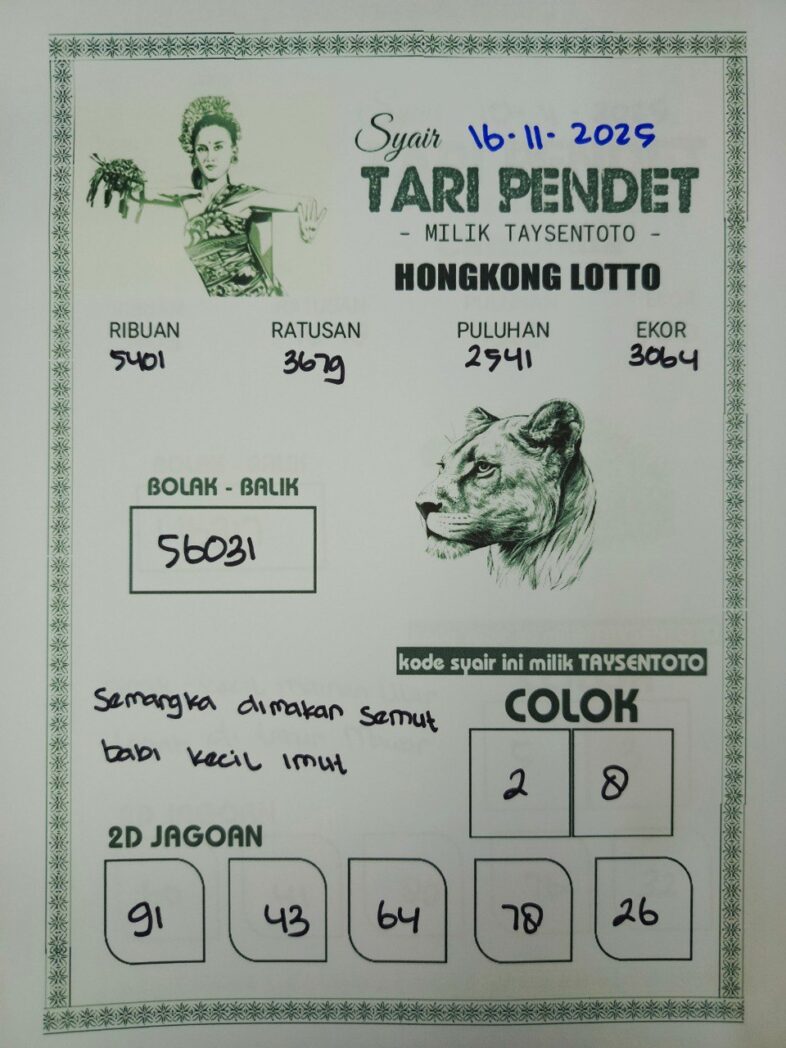 Syair 16-11-2025
TARI PENDET
- MILIK TAYSENTOTO -
HONGKONG LOTTO
RIBUAN RATUSAN PULUHAN EKOR
5401 3679 2541 3064
BOLAK - BALIK
56031
kode syair ini milik TAYSENTOTO
Semangka dimakan semut
babi kecil imut
COLOK
2 8
2D JAGOAN
91 43 64 78 26